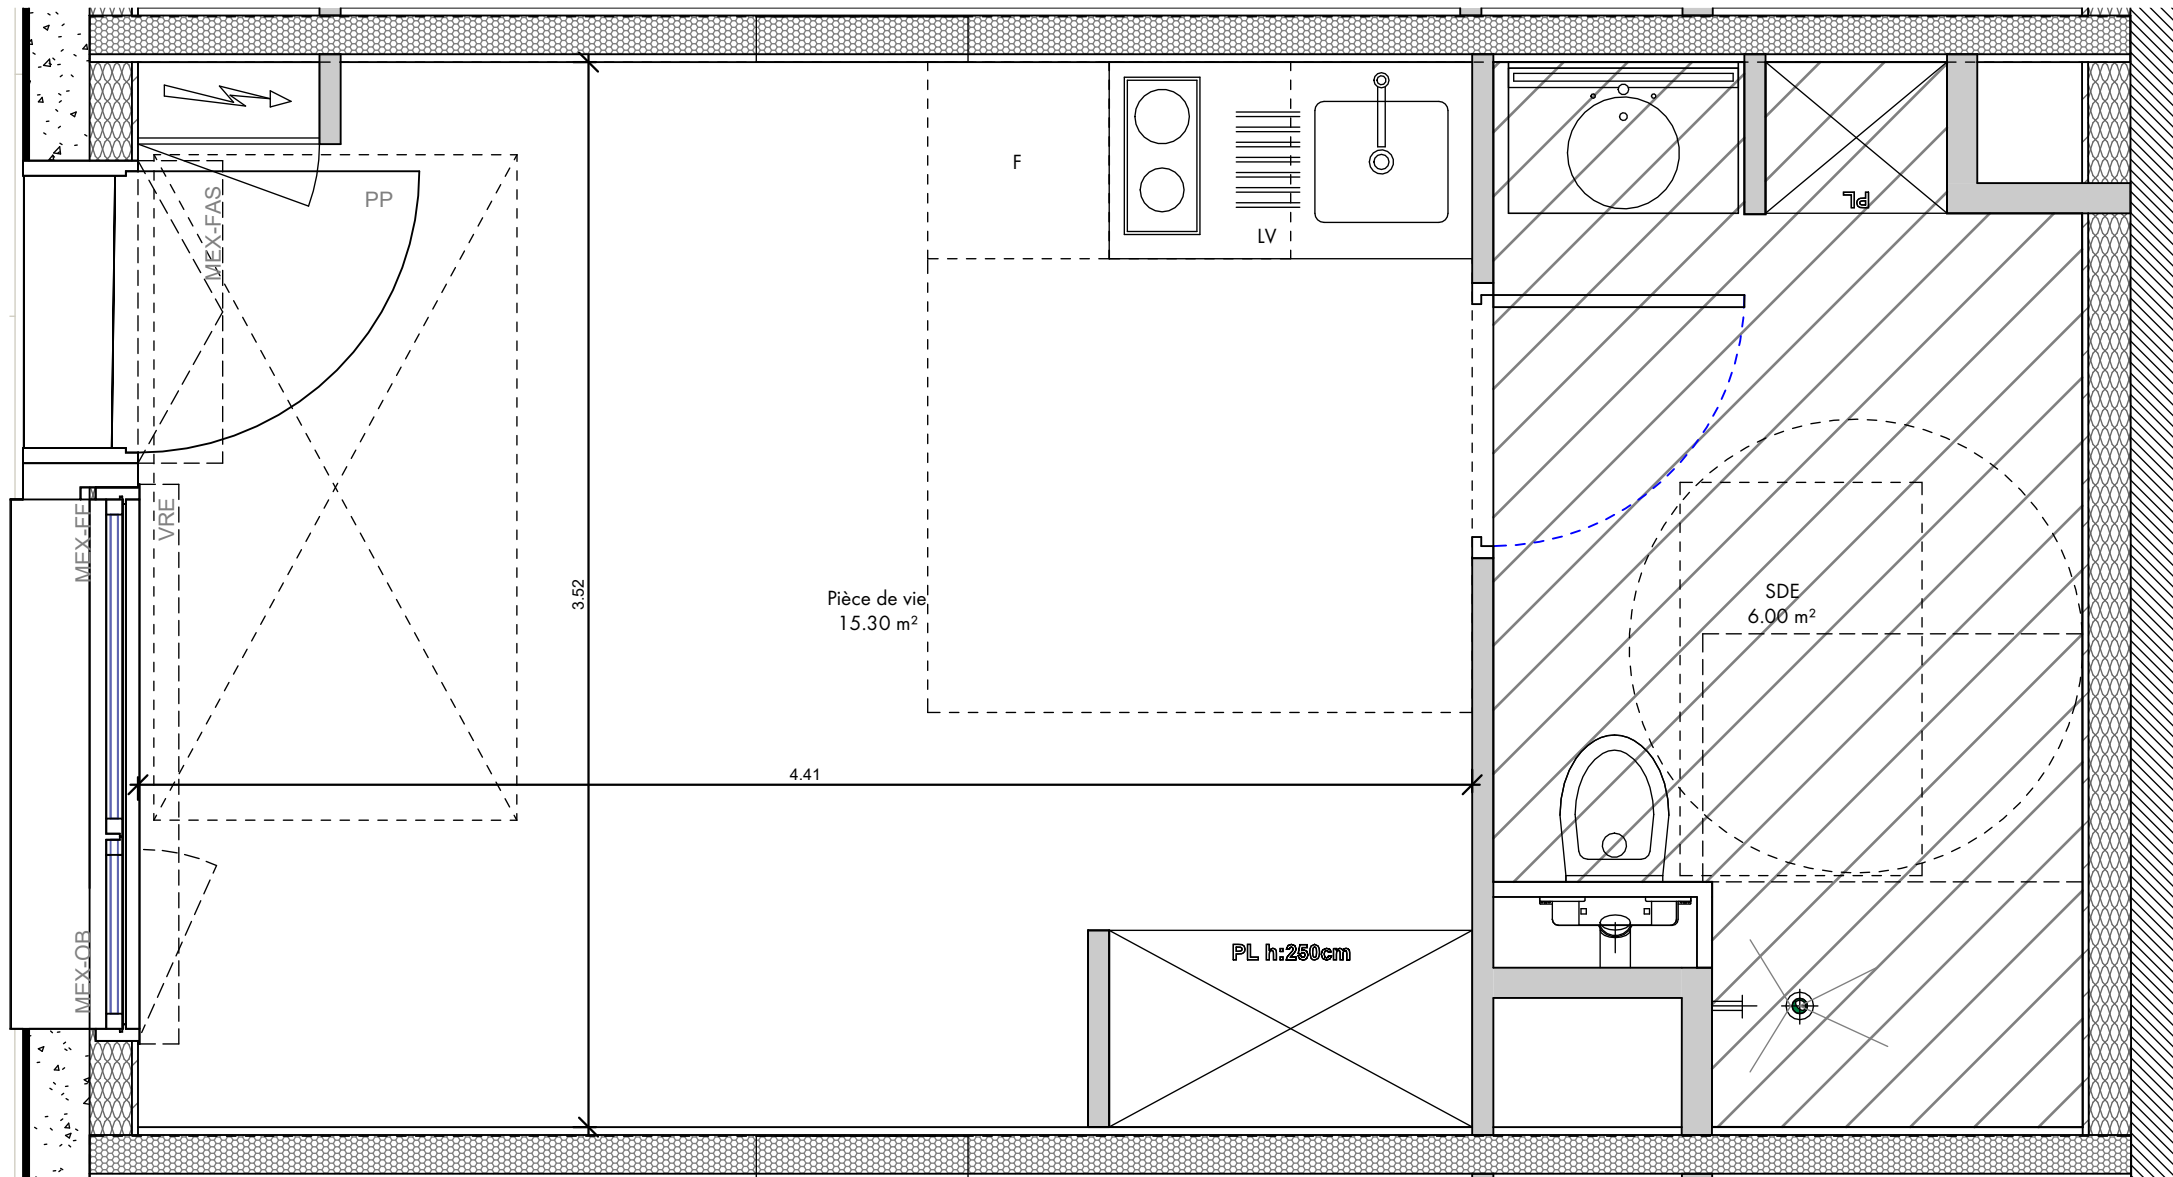 F
LV
PL
PP
MEX-FAS
VRE
MEX-FF
3.52
Pièce de vie
15.30 m²
SDE
6.00 m²
4.41
MEX-OB
PL h:250cm